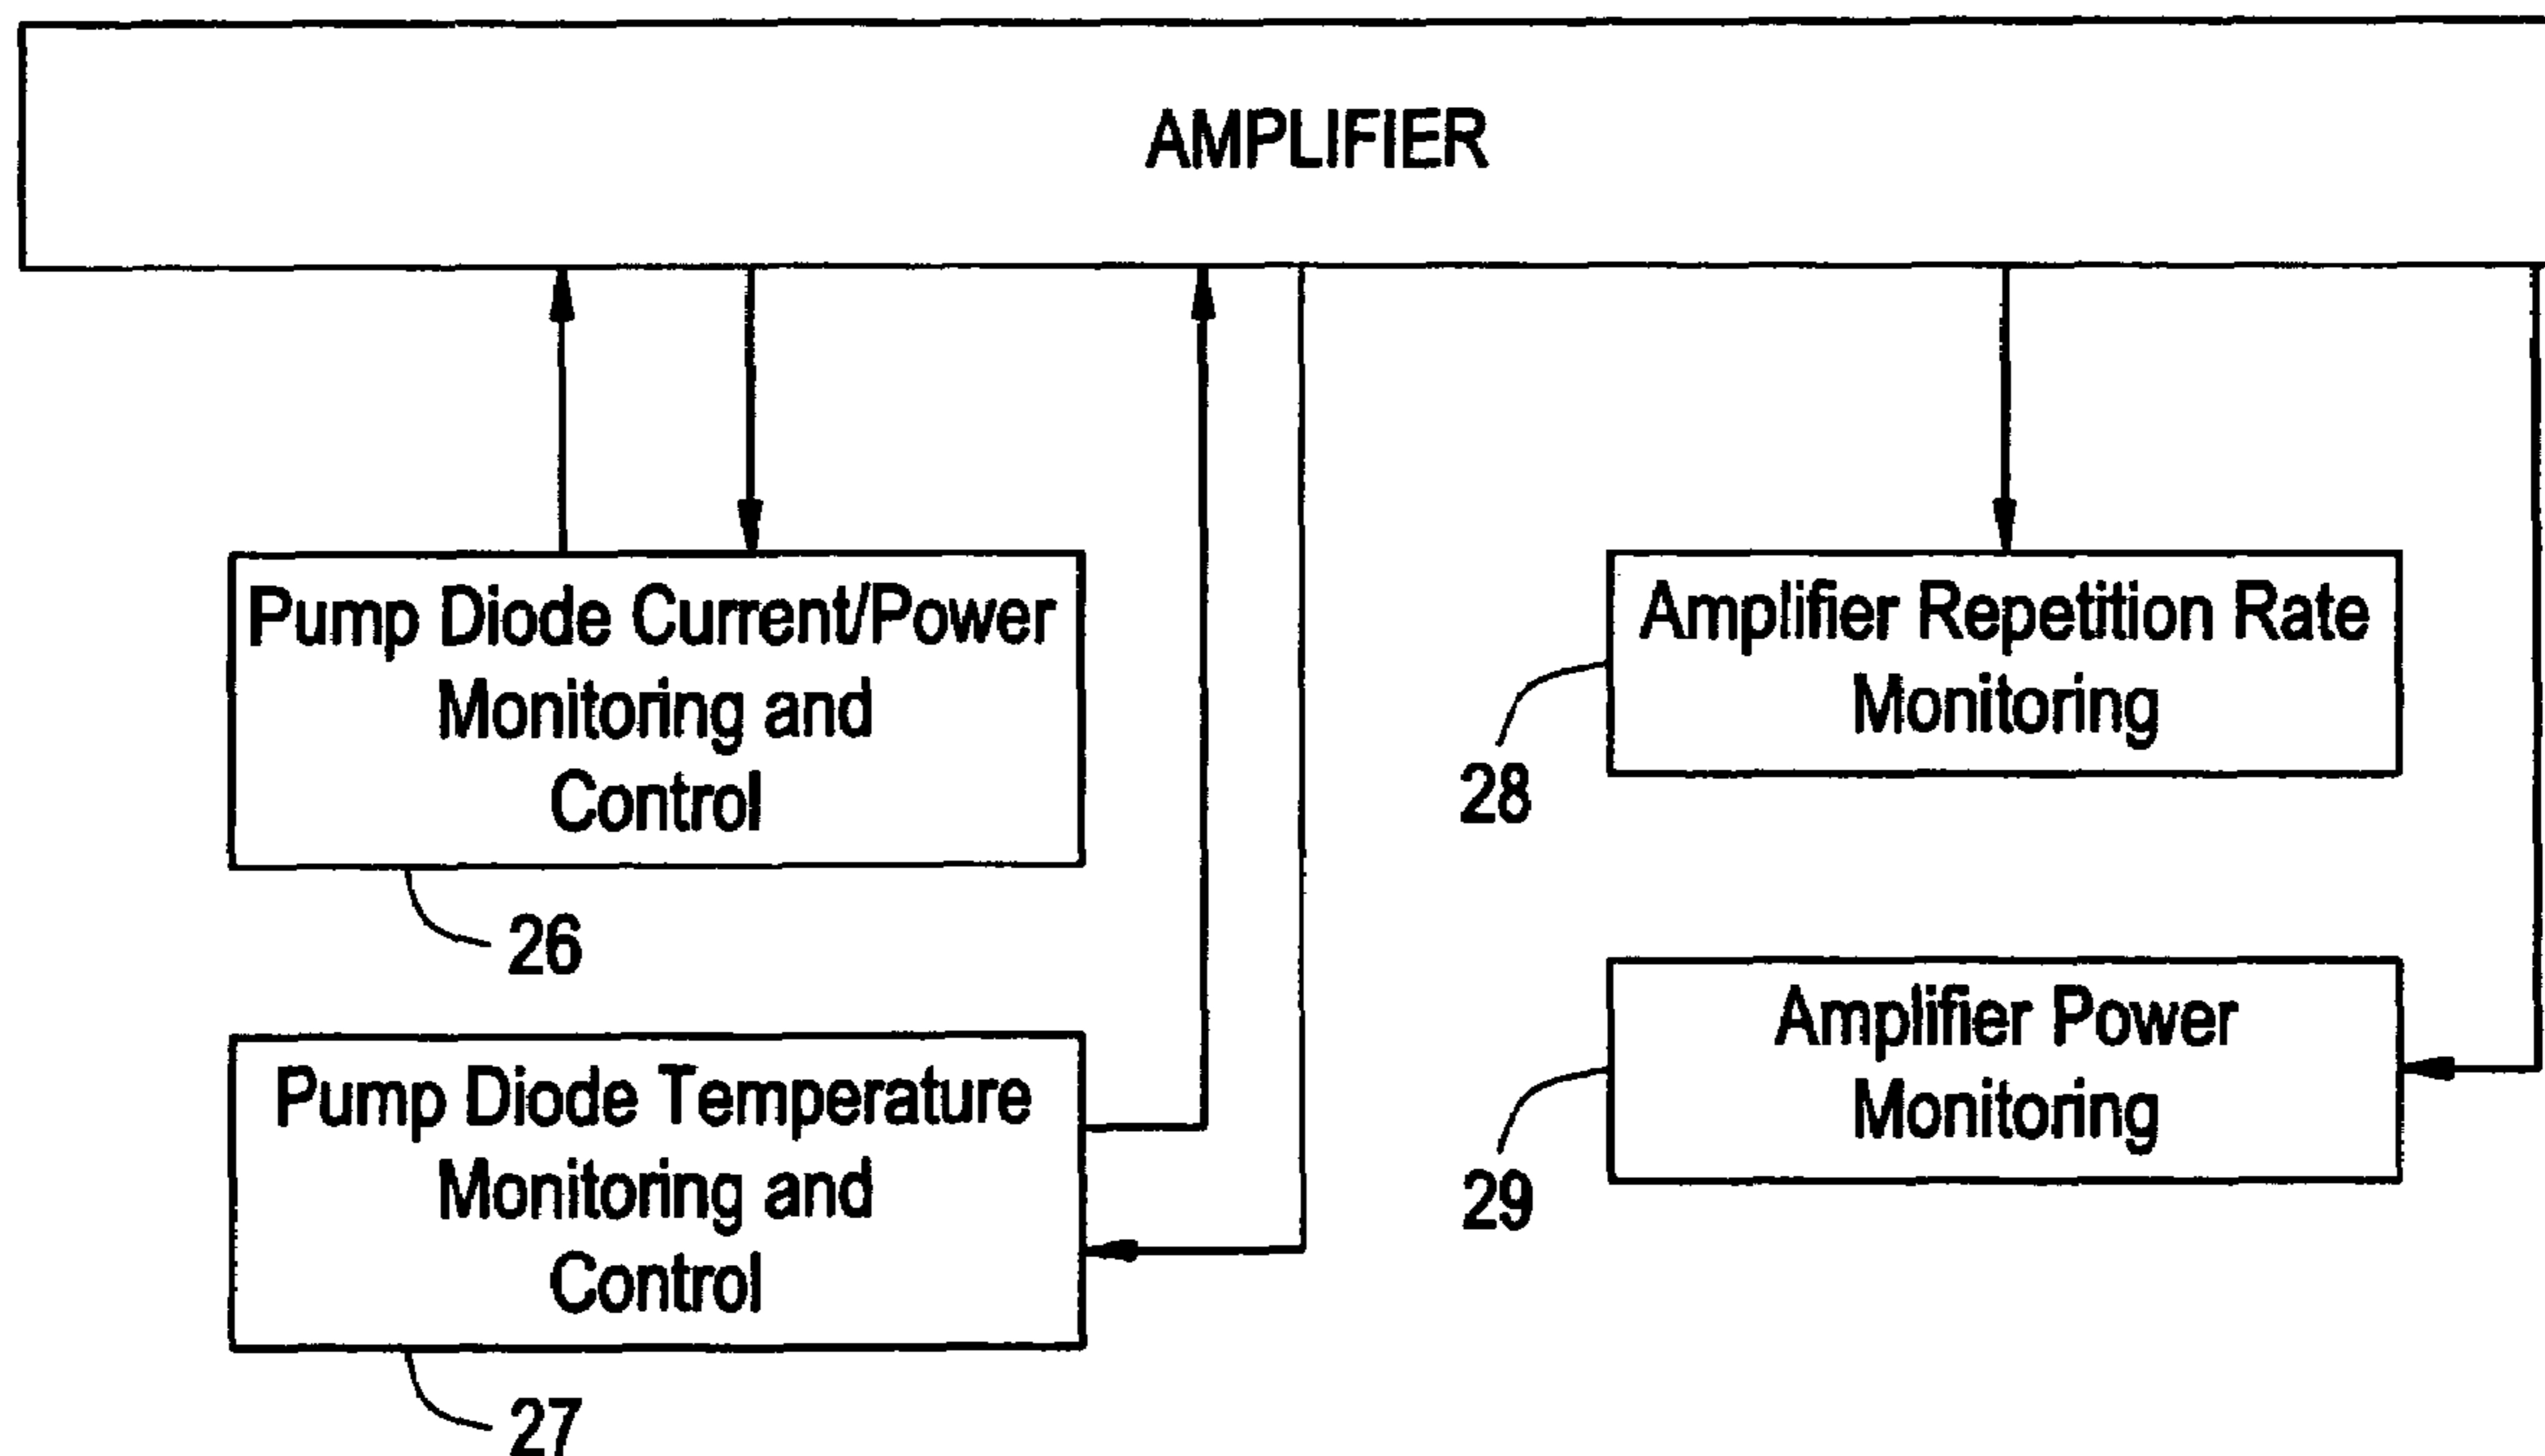 AMPLIFIER
Pump Diode Current/Power
Monitoring and
Control
26
Pump Diode Temperature
Monitoring and
Control
27
Amplifier Repetition Rate
Monitoring
28
Amplifier Power
Monitoring
29